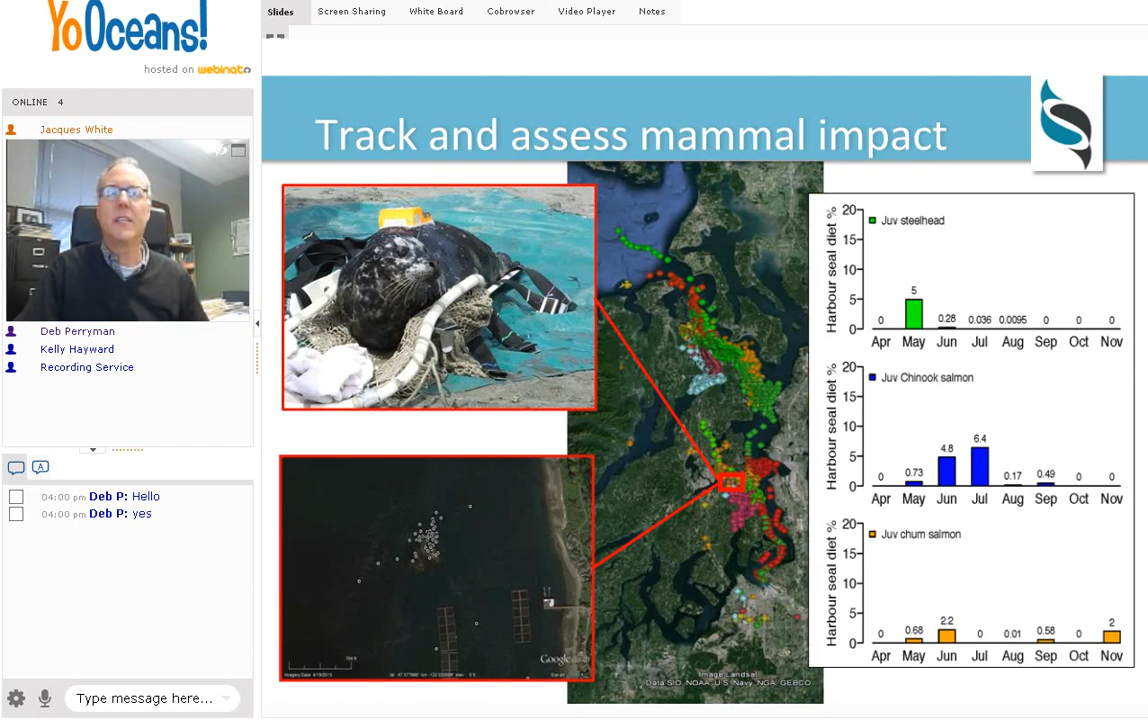 YoOceans!
hosted on webinato
ONLINE 4
Jacques White
Deb Perryman
Kelly Hayward
Recording Service
A
04:00 pm Deb P: Hello
04:00 pm Deb P: yes
Type message here...
Slides Screen Sharing White Board Cobrowser Video Player Notes
Track and assess mammal impact
S
Google
Image Landsat
Data SIO, NOAA, U.S. Navy, NGA, GEBCO
Harbour seal diet %
20
15
10
5
0
Juv steelhead
0 5 0.28 0.036 0.0095 0 0 0
Apr May Jun Jul Aug Sep Oct Nov
Harbour seal diet %
20
15
10
5
0
Juv Chinook salmon
0 0.73 4.8 6.4 0.17 0.49 0 0
Apr May Jun Jul Aug Sep Oct Nov
Harbour seal diet %
20
15
10
5
0
Juv chum salmon
0 0.68 2.2 0 0.01 0.58 0 2
Apr May Jun Jul Aug Sep Oct Nov